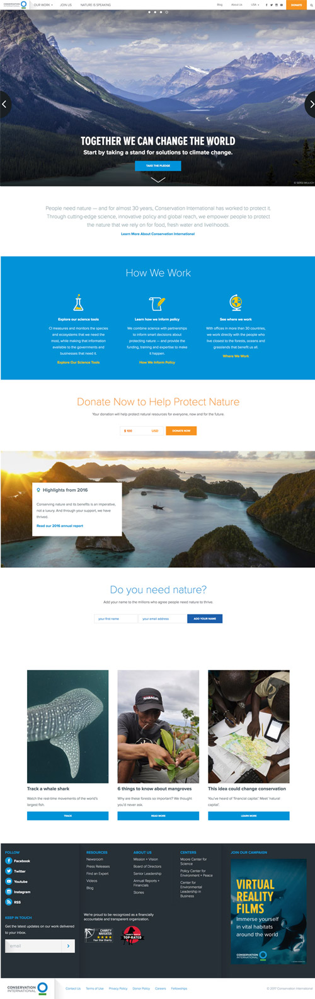 CONSERVATION
INTERNATIONAL
OUR WORK
JOIN US
NATURE IS SPEAKING
Blog
About Us
USA
DONATE
TOGETHER WE CAN CHANGE THE WORLD
Start by taking a stand for solutions to climate change.
TAKE THE PLEDGE
People need nature — and for almost 30 years, Conservation International has worked to protect it.
Through cutting-edge science, innovative policy and global reach, we empower people to protect
the nature that we rely on for food, fresh water and livelihoods.
Learn More About Conservation International
How We Work
Explore our science tools
CI measures and monitors the species
and ecosystems that we need the
most, while making that information
available to the governments and
businesses that need it.
Explore Our Science Tools
Learn how we inform policy
We combine science with partnerships
to inform smart decisions about
protecting nature — and provide the
funding, training and expertise to make
it happen.
How We Inform Policy
See where we work
With offices in more than 30 countries,
we work directly with the people who
live closest to the forests, oceans and
grasslands that benefit us all.
Where We Work
Donate Now to Help Protect Nature
Your donation will help protect natural resources for everyone, now and for the future.
$ 100 USD
DONATE NOW
Highlights from 2016
Conserving nature and its benefits is an imperative,
not a luxury. And through your support, we have
thrived.
Read our 2016 annual report
Do you need nature?
Add your name to the millions who agree people need nature to thrive.
your first name
your email address
ADD YOUR NAME
Track a whale shark
Watch the real-time movements of the world's
largest fish.
TRACK
6 things to know about mangroves
Why are these forests so important? We thought
you'd never ask.
READ MORE
This idea could change conservation
You've heard of 'financial capital.' Meet 'natural
capital'.
LEARN MORE
FOLLOW
Facebook
Twitter
Youtube
Instagram
RSS
KEEP IN TOUCH
Get the latest updates on our work delivered
to your inbox.
email
RESOURCES
Newsroom
Press Releases
Find an Expert
Videos
Blog
ABOUT US
Mission + Vision
Board of Directors
Senior Leadership
Annual Reports +
Financials
Stories
CENTERS
Moore Center for
Science
Policy Center for
Environment + Peace
Center for
Environmental
Leadership in
Business
We're proud to be recognized as a financially
accountable and transparent organization.
CHARITY
NAVIGATOR
Four Star Charity
TOP-RATED
JOIN OUR CAMPAIGN
VIRTUAL
REALITY
FILMS
Immerse yourself
in vital habitats
around the world
CONSERVATION
INTERNATIONAL
CONSERVATION
INTERNATIONAL
Contact Us
Terms of Use
Privacy Policy
Donor Policy
Careers
Fellowships
© 2017 Conservation International